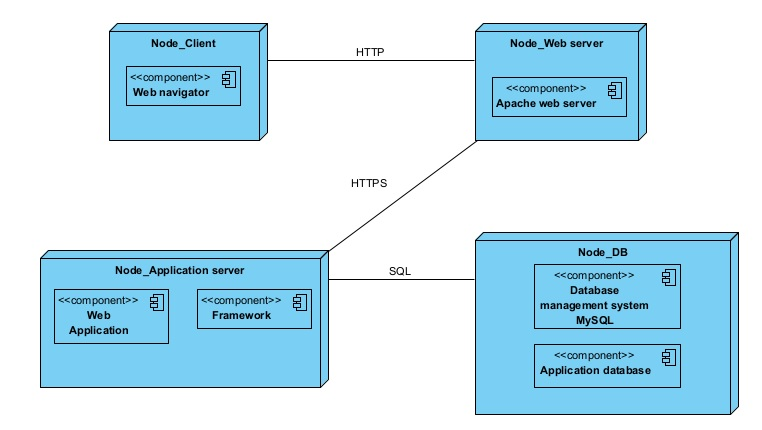 Node_Client
<<component>>
Web navigator
HTTP
Node_Web server
<<component>>
Apache web server
HTTPS
Node_Application server
<<component>>
Web
Application
<<component>>
Framework
SQL
Node_DB
<<component>>
Database
management system
MySQL
<<component>>
Application database